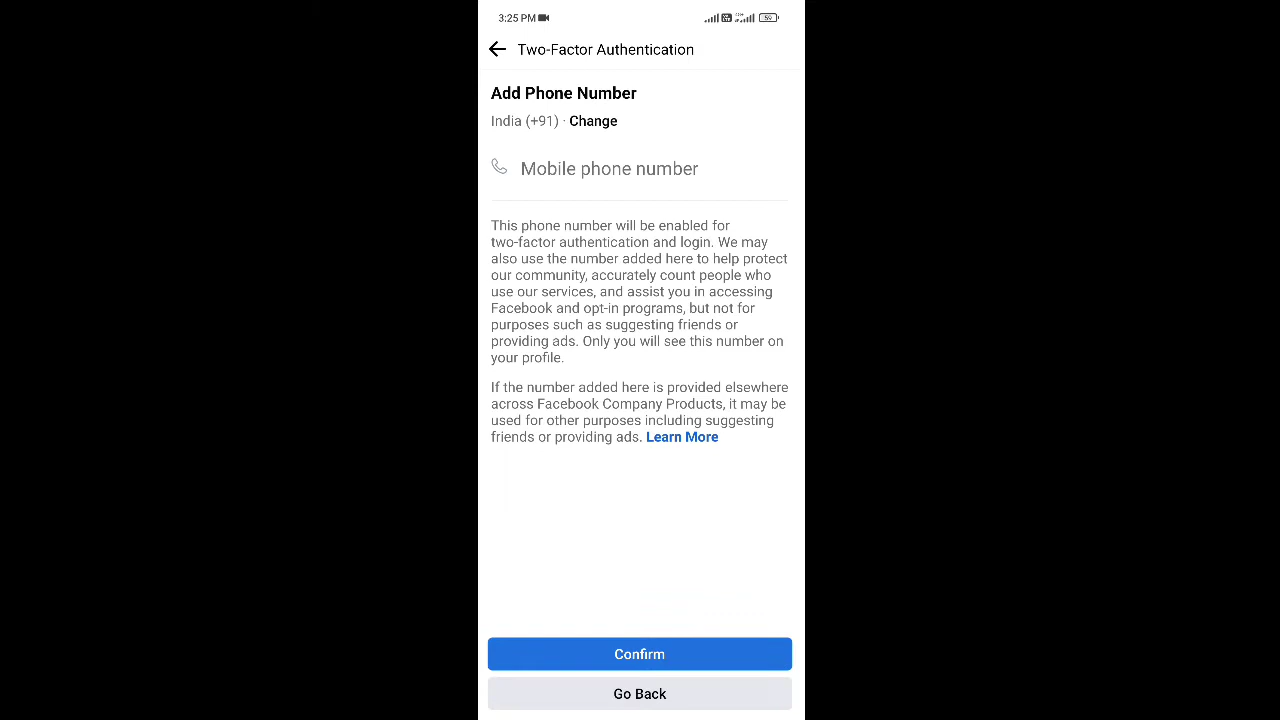 3:25 PM
59
Two-Factor Authentication
Add Phone Number
India (+91) · Change
Mobile phone number
This phone number will be enabled for
two-factor authentication and login. We may
also use the number added here to help protect
our community, accurately count people who
use our services, and assist you in accessing
Facebook and opt-in programs, but not for
purposes such as suggesting friends or
providing ads. Only you will see this number on
your profile.
If the number added here is provided elsewhere
across Facebook Company Products, it may be
used for other purposes including suggesting
friends or providing ads. Learn More
Confirm
Go Back